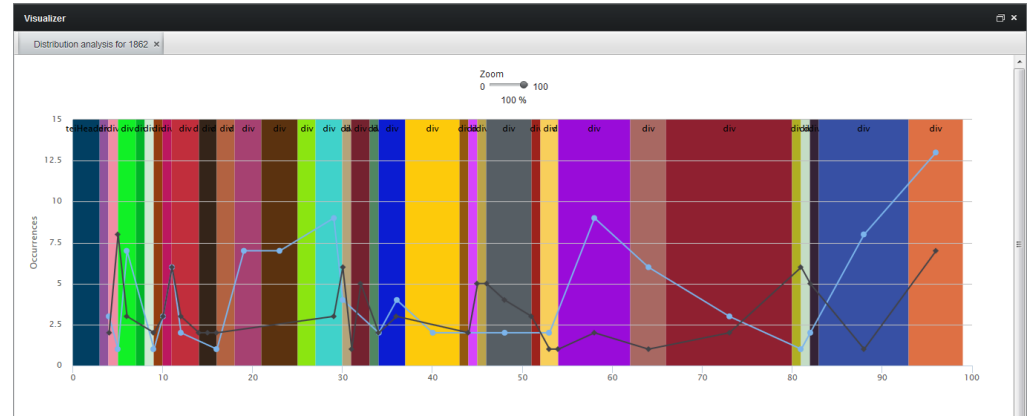 Visualizer
Distribution analysis for 1862 ×
Zoom
0 100
100 %
15
12.5
10
7.5
5
2.5
0
Occurrences
div div div div div div div div div div div div div div div div div div
0 10 20 30 40 50 60 70 80 90 100